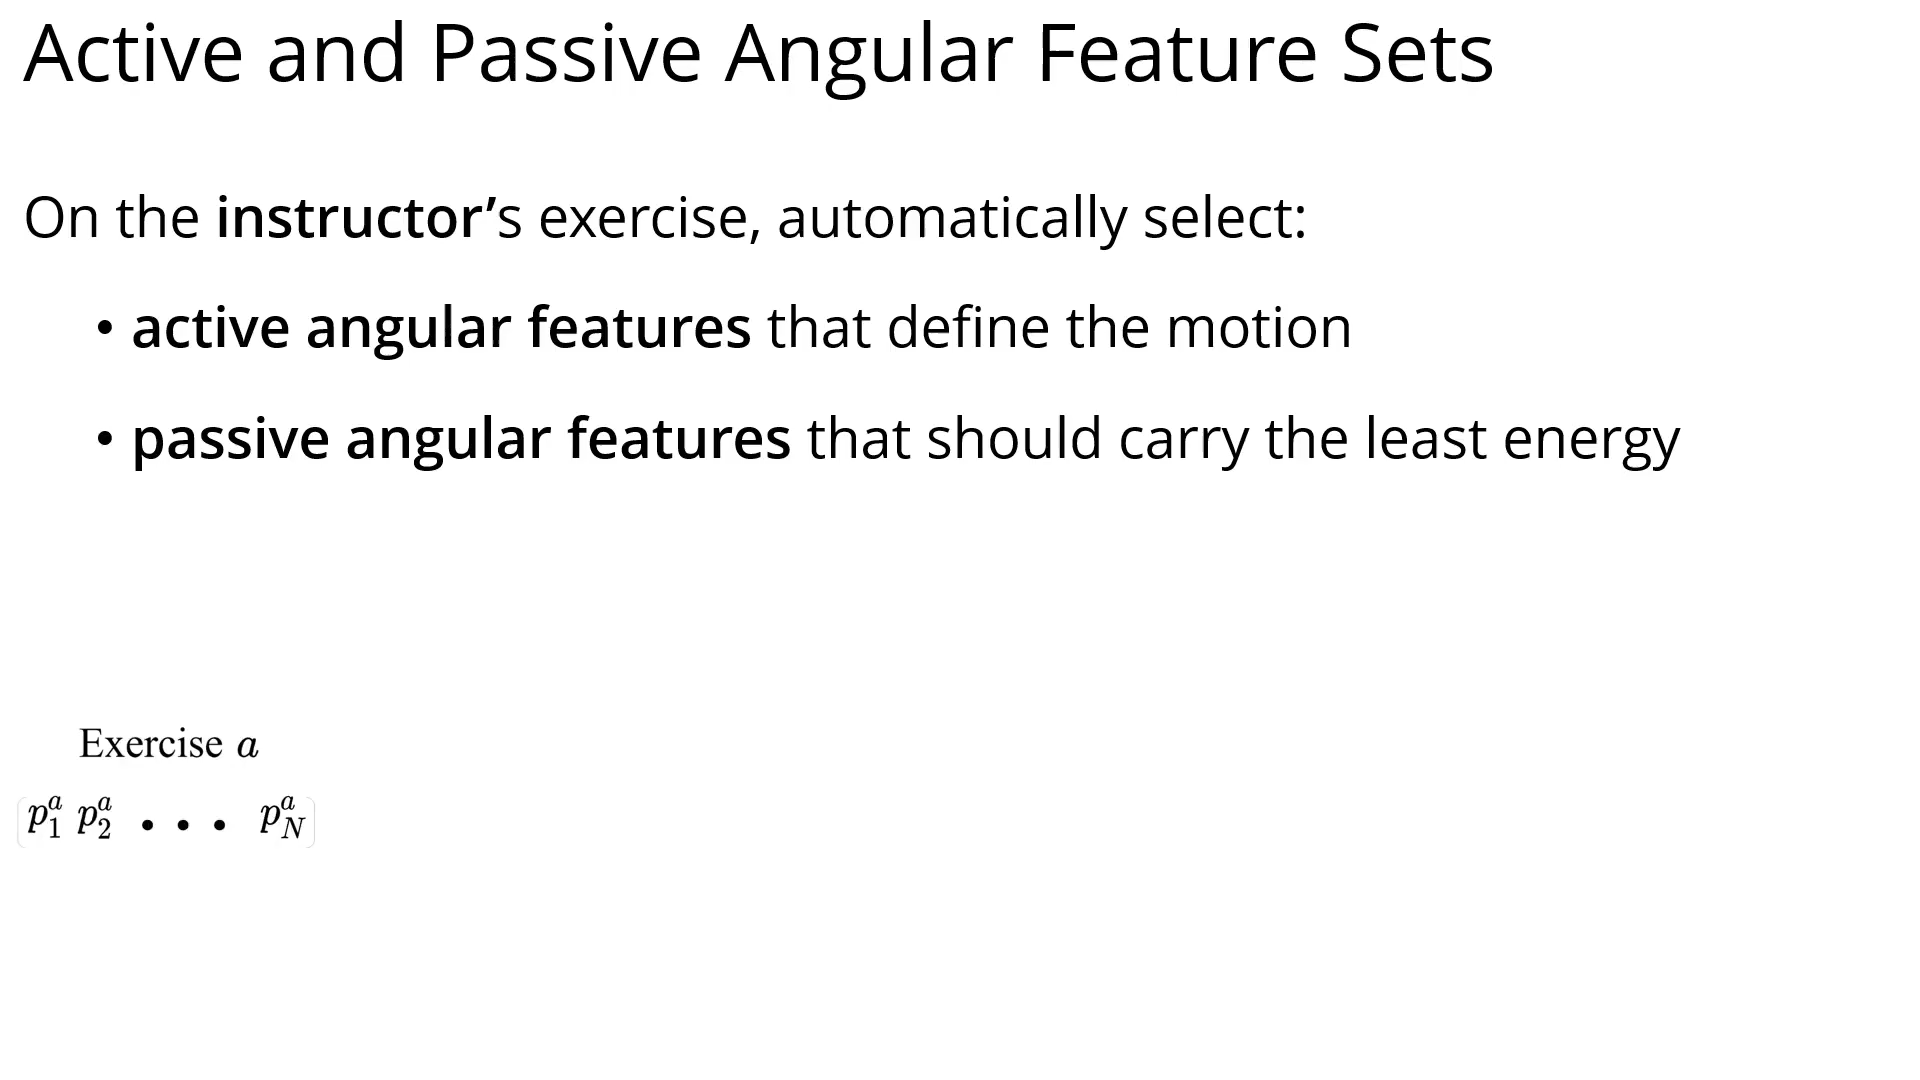 Active and Passive Angular Feature Sets
On the instructor’s exercise, automatically select:
• active angular features that define the motion
• passive angular features that should carry the least energy
Exercise a
p₁ᵃ p₂ᵃ • • • p_Nᵃ